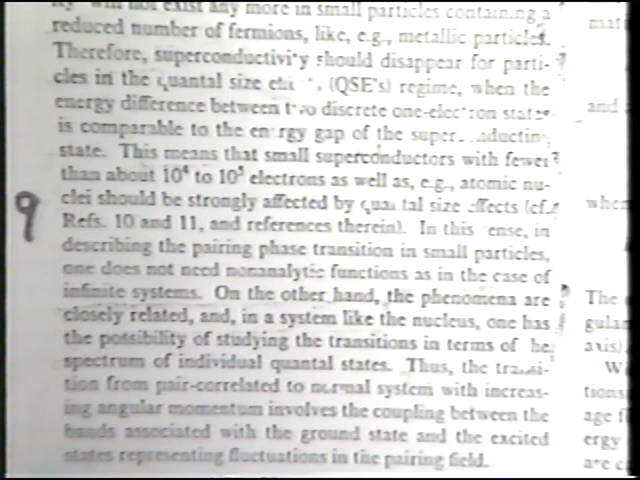 will not exist any more in small particles containing a
reduced number of fermions, like, e.g., metallic particles.
Therefore, superconductivity should disappear for parti-
cles in the quantal size (QSE's) regime, when the
energy difference between two discrete one-electron states
is comparable to the energy gap of the superconducting
state. This means that small superconductors with fewer
than about 10⁴ to 10⁵ electrons as well as, e.g., atomic nu-
clei should be strongly affected by quantal size effects (cf.
Refs. 10 and 11, and references therein). In this sense, in
describing the pairing phase transition in small particles,
one does not need nonanalytic functions as in the case of
infinite systems. On the other hand, the phenomena are
closely related, and, in a system like the nucleus, one has
the possibility of studying the transitions in terms of the
spectrum of individual quantal states. Thus, the transi-
tion from pair-correlated to normal system with increas-
ing angular momentum involves the coupling between the
bands associated with the ground state and the excited
states representing fluctuations in the pairing field.
9
and
The
gular
axis).
W
tions
age f
ergy
are c